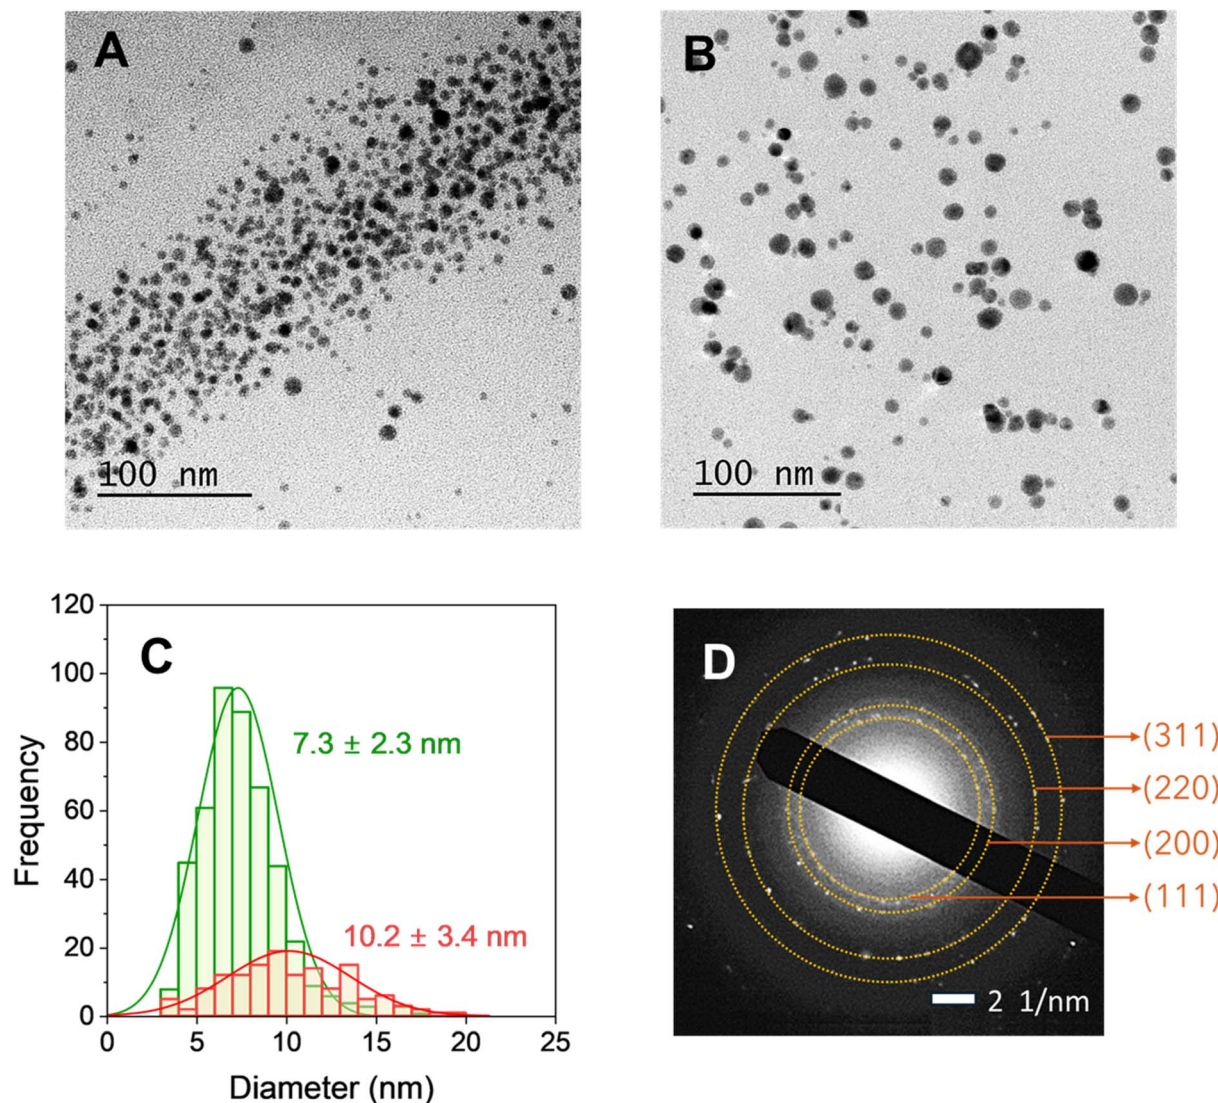 A
100 nm
B
100 nm
C
120
100
80
60
40
20
0
Frequency
7.3 ± 2.3 nm
10.2 ± 3.4 nm
0 5 10 15 20 25
Diameter (nm)
D
(311)
(220)
(200)
(111)
2 1/nm